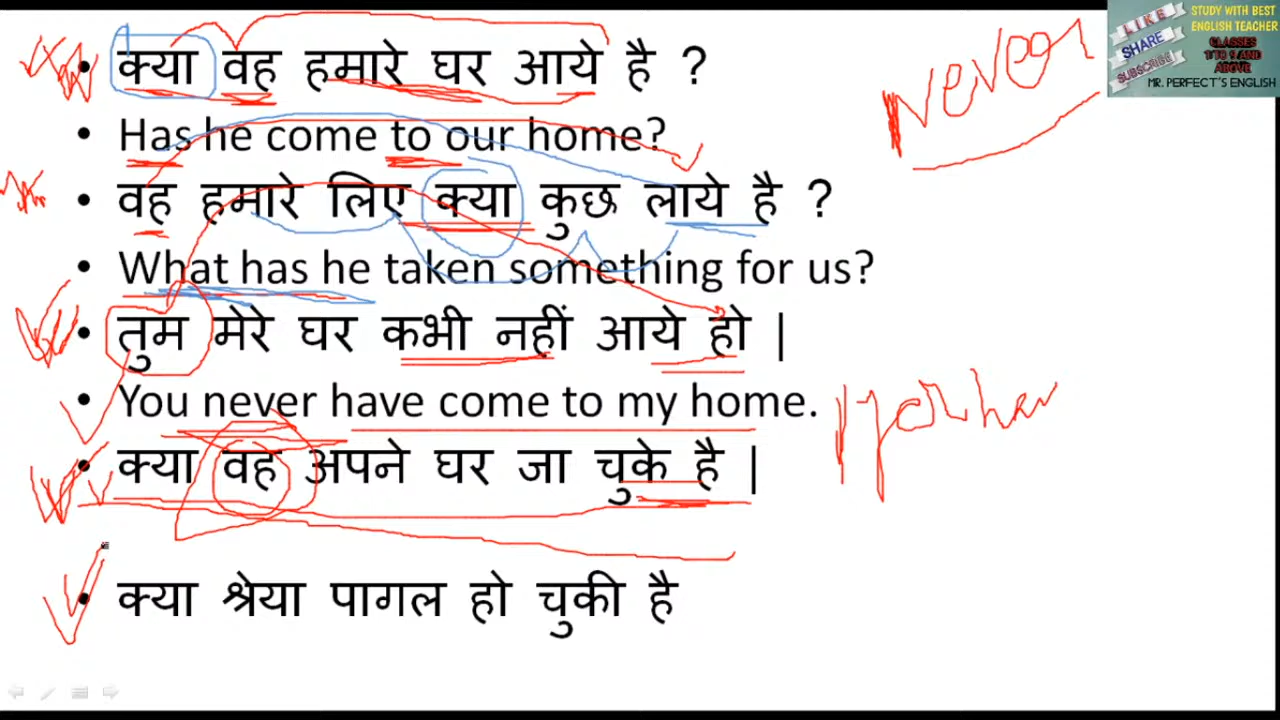 क्या वह हमारे घर आये है ?
Has he come to our home?
वह हमारे लिए क्या कुछ लाये है ?
What has he taken something for us?
तुम मेरे घर कभी नहीं आये हो |
You never have come to my home.
क्या वह अपने घर जा चुके है |
क्या श्रेया पागल हो चुकी है
never
LIKE
SHARE
SUBSCRIBE
STUDY WITH BEST
ENGLISH TEACHER
CLASSES
ABOVE
MR. PERFECT'S ENGLISH